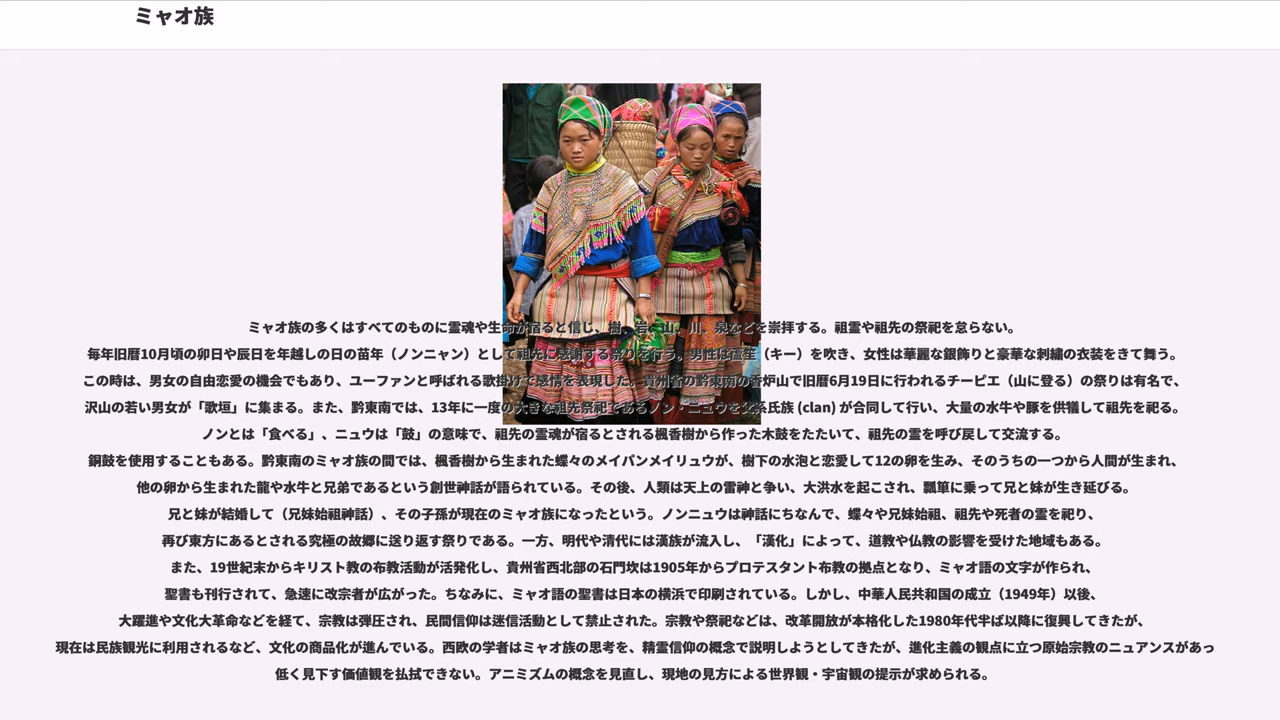 ミャオ族
ミャオ族の多くはすべてのものに霊魂や生命が宿ると信じ、樹、岩、山、川、泉などを崇拝する。祖霊や祖先の祭祀を怠らない。
毎年旧暦10月頃の卯日や辰日を年越しの日の苗年（ノンニャン）として祖先に感謝する祭りを行う。男性は蘆笙（キー）を吹き、女性は華麗な銀飾りと豪華な刺繡の衣装をきて舞う。
この時は、男女の自由恋愛の機会でもあり、ユーファンと呼ばれる歌掛けで感情を表現した。貴州省の黔東南の香炉山で旧暦6月19日に行われるチーピエ（山に登る）の祭りは有名で、
沢山の若い男女が「歌垣」に集まる。また、黔東南では、13年に一度の大きな祖先祭祀であるノン・ニュウを父系氏族 (clan) が合同して行い、大量の水牛や豚を供犠して祖先を祀る。
ノンとは「食べる」、ニュウは「鼓」の意味で、祖先の霊魂が宿るとされる楓香樹から作った木鼓をたたいて、祖先の霊を呼び戻して交流する。
銅鼓を使用することもある。黔東南のミャオ族の間では、楓香樹から生まれた蝶々のメイパンメイリュウが、樹下の水泡と恋愛して12の卵を生み、そのうちの一つから人間が生まれ、
他の卵から生まれた龍や水牛と兄弟であるという創世神話が語られている。その後、人類は天上の雷神と争い、大洪水を起こされ、瓢箪に乗って兄と妹が生き延びる。
兄と妹が結婚して（兄妹始祖神話）、その子孫が現在のミャオ族になったという。ノンニュウは神話にちなんで、蝶々や兄妹始祖、祖先や死者の霊を祀り、
再び東方にあるとされる究極の故郷に送り返す祭りである。一方、明代や清代には漢族が流入し、「漢化」によって、道教や仏教の影響を受けた地域もある。
また、19世紀末からキリスト教の布教活動が活発化し、貴州省西北部の石門坎は1905年からプロテスタント布教の拠点となり、ミャオ語の文字が作られ、
聖書も刊行されて、急速に改宗者が広がった。ちなみに、ミャオ語の聖書は日本の横浜で印刷されている。しかし、中華人民共和国の成立（1949年）以後、
大躍進や文化大革命などを経て、宗教は弾圧され、民間信仰は迷信活動として禁止された。宗教や祭祀などは、改革開放が本格化した1980年代半ば以降に復興してきたが、
現在は民族観光に利用されるなど、文化の商品化が進んでいる。西欧の学者はミャオ族の思考を、精霊信仰の概念で説明しようとしてきたが、進化主義の観点に立つ原始宗教のニュアンスがあっ
低く見下す価値観を払拭できない。アニミズムの概念を見直し、現地の見方による世界観・宇宙観の提示が求められる。